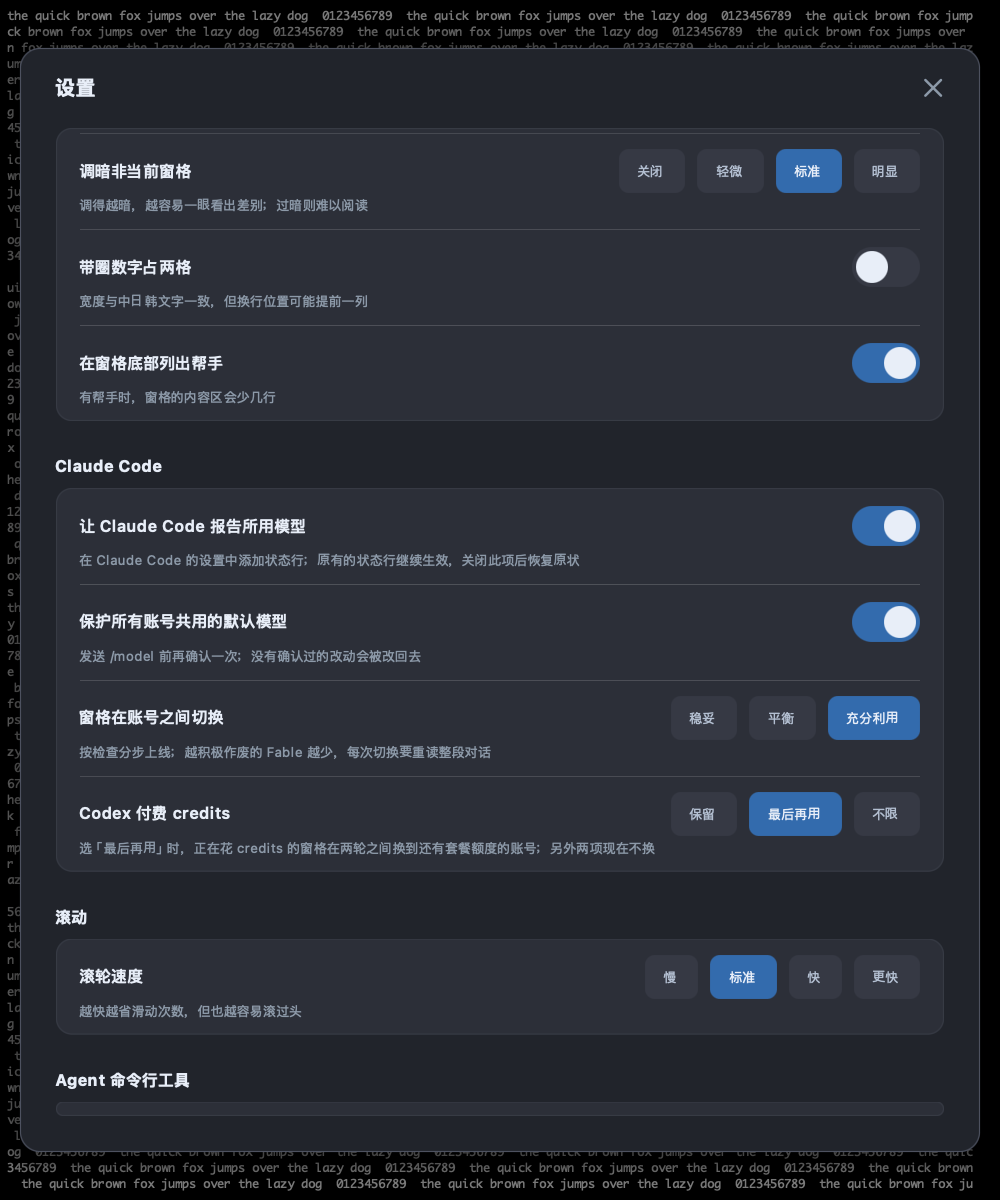 the quick brown fox jumps over the lazy dog  0123456789  the quick brown fox jumps over the lazy dog  0123456789  the quick brown fox jump
ck brown fox jumps over the lazy dog  0123456789  the quick brown fox jumps over the lazy dog  0123456789  the quick brown fox jumps over
设置
调暗非当前窗格
关闭 轻微 标准 明显
调得越暗，越容易一眼看出差别；过暗则难以阅读
带圈数字占两格
宽度与中日韩文字一致，但换行位置可能提前一列
在窗格底部列出帮手
有帮手时，窗格的内容区会少几行
Claude Code
让 Claude Code 报告所用模型
在 Claude Code 的设置中添加状态行；原有的状态行继续生效，关闭此项后恢复原状
保护所有账号共用的默认模型
发送 /model 前再确认一次；没有确认过的改动会被改回去
窗格在账号之间切换
稳妥 平衡 充分利用
按检查分步上线；越积极作废的 Fable 越少，每次切换要重读整段对话
Codex 付费 credits
保留 最后再用 不限
选「最后再用」时，正在花 credits 的窗格在两轮之间换到还有套餐额度的账号；另外两项现在不换
滚动
滚轮速度
慢 标准 快 更快
越快越省滑动次数，但也越容易滚过头
Agent 命令行工具
3456789  the quick brown fox jumps over the lazy dog  0123456789  the quick brown fox jumps over the lazy dog  0123456789  the quick brown
the quick brown fox jumps over the lazy dog  0123456789  the quick brown fox jumps over the lazy dog  0123456789  the quick brown fox ju